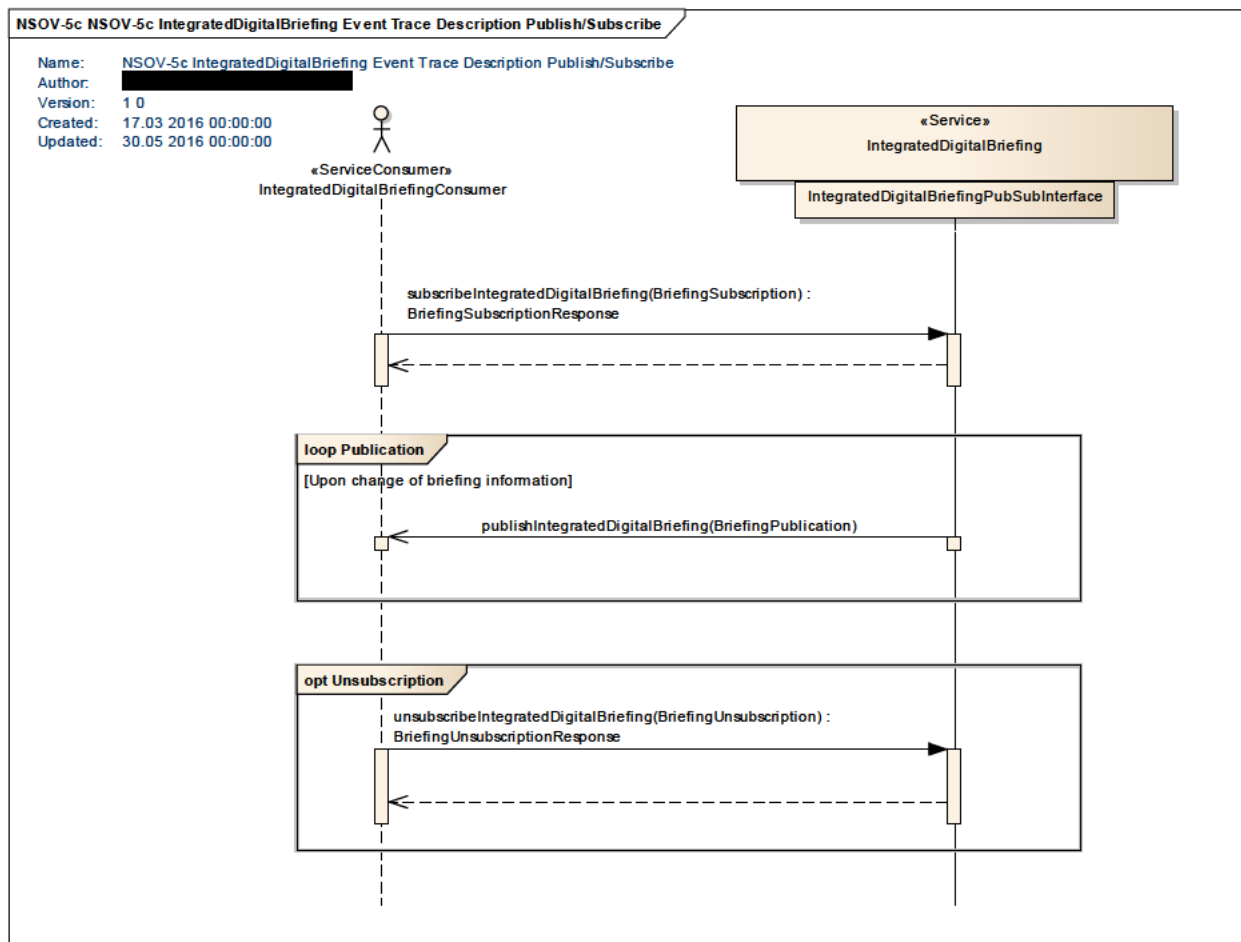 NSOV-5c NSOV-5c IntegratedDigitalBriefing Event Trace Description Publish/Subscribe
Name: NSOV-5c IntegratedDigitalBriefing Event Trace Description Publish/Subscribe
Author:
Version: 1 0
Created: 17.03 2016 00:00:00
Updated: 30.05 2016 00:00:00
«ServiceConsumer»
IntegratedDigitalBriefingConsumer
«Service»
IntegratedDigitalBriefing
IntegratedDigitalBriefingPubSubInterface
subscribeIntegratedDigitalBriefing(BriefingSubscription) :
BriefingSubscriptionResponse
loop Publication
[Upon change of briefing information]
publishIntegratedDigitalBriefing(BriefingPublication)
opt Unsubscription
unsubscribeIntegratedDigitalBriefing(BriefingUnsubscription) :
BriefingUnsubscriptionResponse